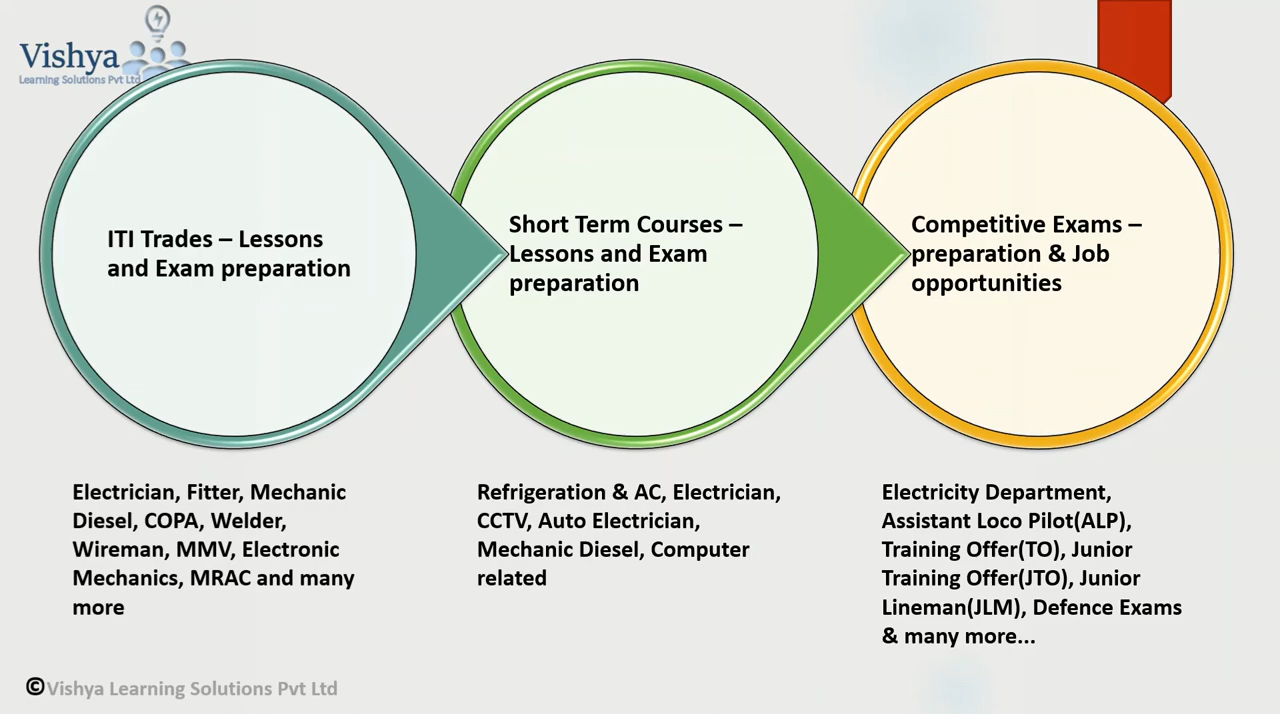 Vishya
Learning Solutions Pvt Ltd
ITI Trades – Lessons
and Exam preparation
Short Term Courses –
Lessons and Exam
preparation
Competitive Exams –
preparation & Job
opportunities
Electrician, Fitter, Mechanic
Diesel, COPA, Welder,
Wireman, MMV, Electronic
Mechanics, MRAC and many
more
Refrigeration & AC, Electrician,
CCTV, Auto Electrician,
Mechanic Diesel, Computer
related
Electricity Department,
Assistant Loco Pilot(ALP),
Training Offer(TO), Junior
Training Offer(JTO), Junior
Lineman(JLM), Defence Exams
& many more...
©Vishya Learning Solutions Pvt Ltd